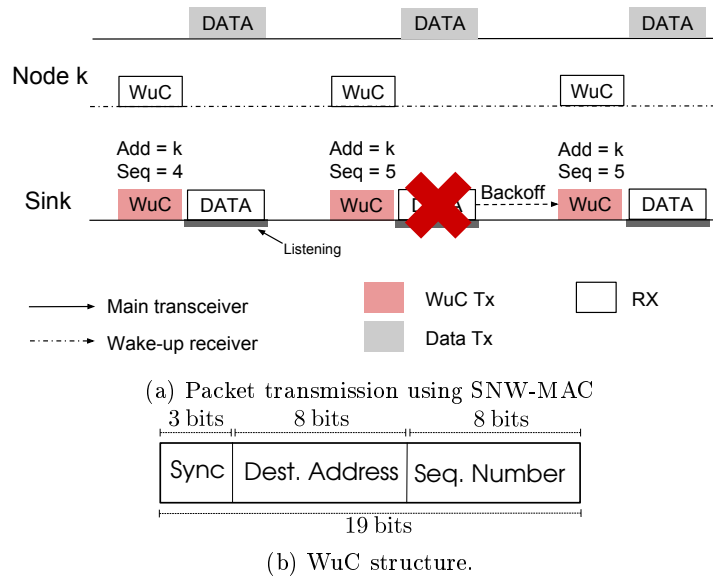 DATA DATA DATA
Node k
WuC WuC WuC
Add = k Add = k Add = k
Seq = 4 Seq = 5 Seq = 5
Sink
WuC DATA WuC Backoff WuC DATA
Listening
Main transceiver
WuC Tx
RX
Wake-up receiver
Data Tx
(a) Packet transmission using SNW-MAC
3 bits 8 bits 8 bits
Sync Dest. Address Seq. Number
19 bits
(b) WuC structure.